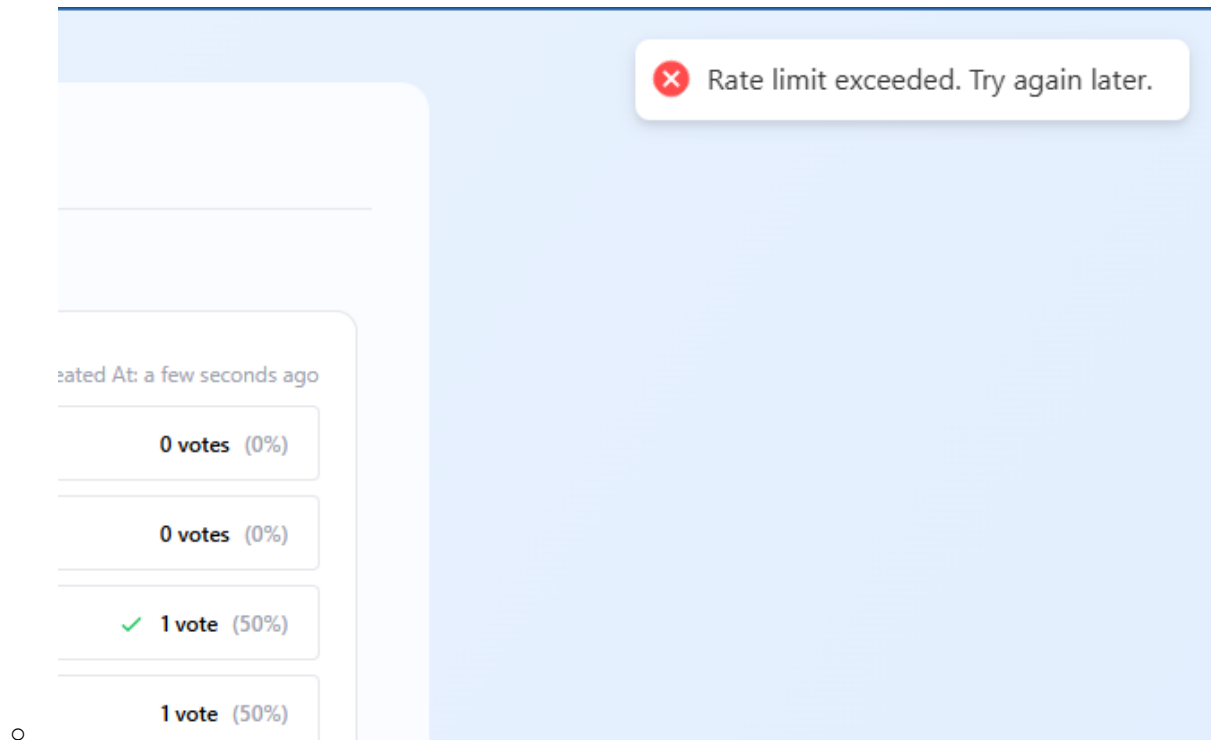 Rate limit exceeded. Try again later.
eated At: a few seconds ago
0 votes (0%)
0 votes (0%)
1 vote (50%)
1 vote (50%)